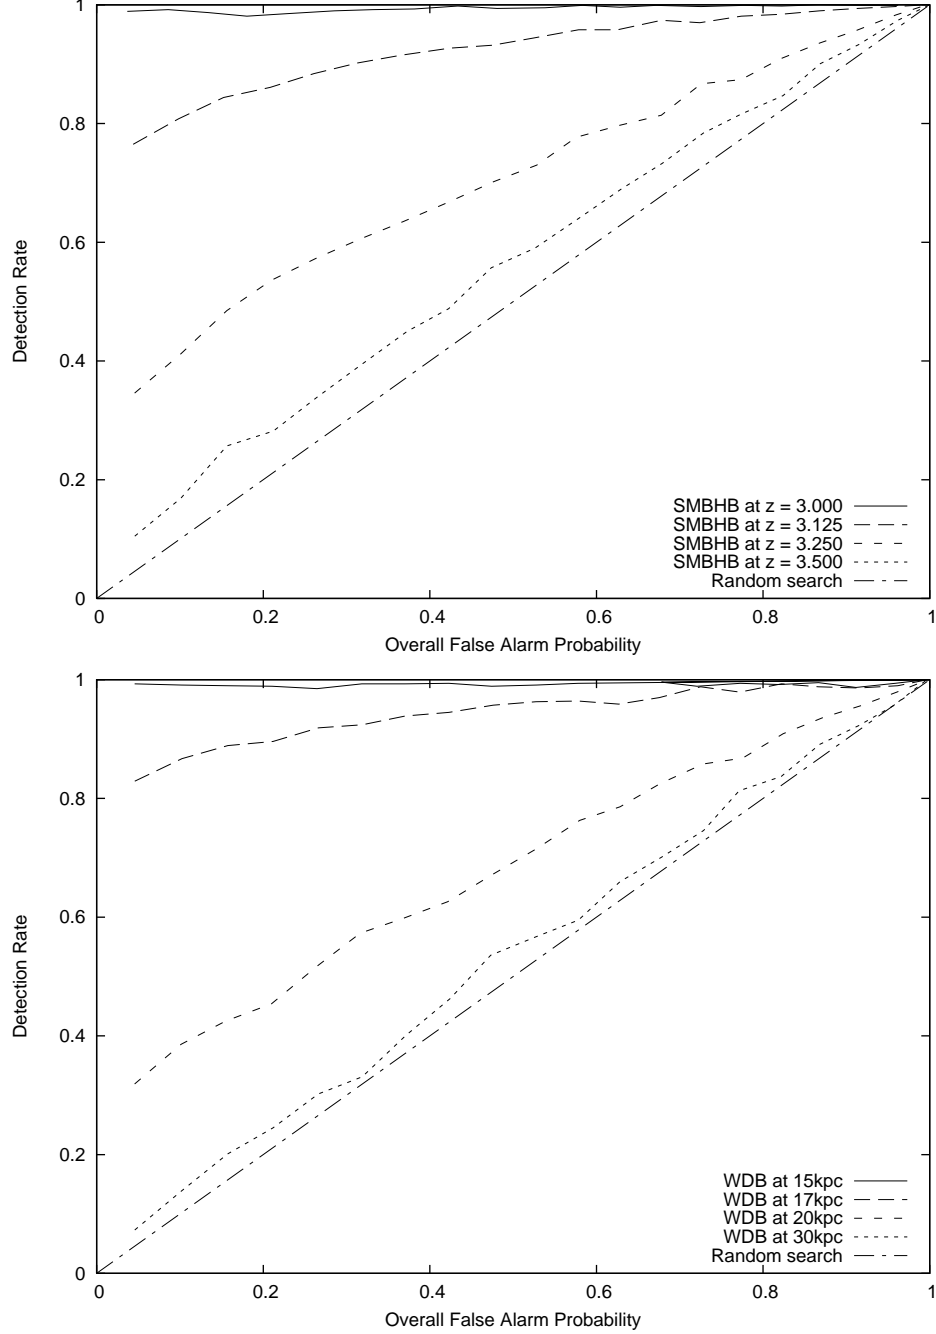 1
0.8
0.6
Detection Rate
0.4
0.2
SMBHB at z = 3.000
SMBHB at z = 3.125
SMBHB at z = 3.250
SMBHB at z = 3.500
Random search
0
0 0.2 0.4 0.6 0.8 1
Overall False Alarm Probability
1
0.8
0.6
Detection Rate
0.4
0.2
WDB at 15kpc
WDB at 17kpc
WDB at 20kpc
WDB at 30kpc
Random search
0
0 0.2 0.4 0.6 0.8 1
Overall False Alarm Probability